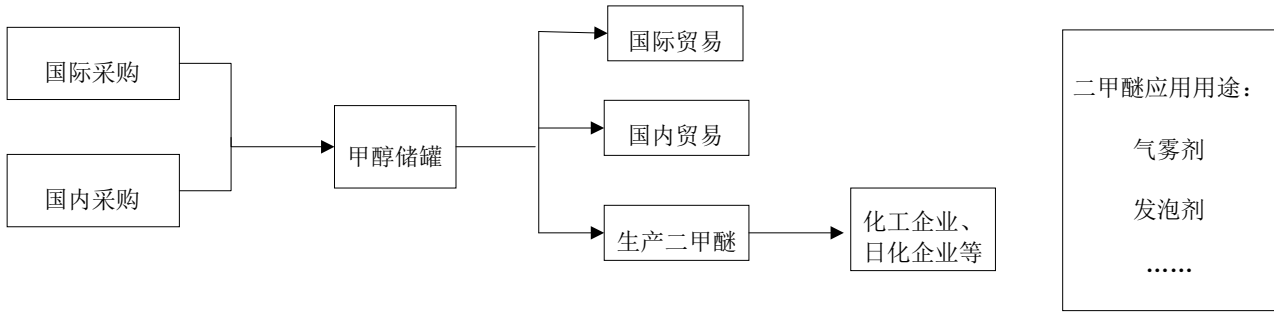 国际采购
国内采购
甲醇储罐
国际贸易
国内贸易
生产二甲醚
化工企业、
日化企业等
二甲醚应用用途：
气雾剂
发泡剂
……